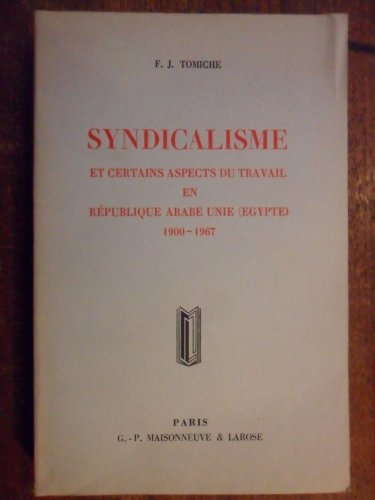 F. J. TOMICHE
SYNDICALISME
ET CERTAINS ASPECTS DU TRAVAIL
EN
RÉPUBLIQUE ARABE UNIE (EGYPTE)
1900-1967
PARIS
G.-P. MAISONNEUVE & LAROSE